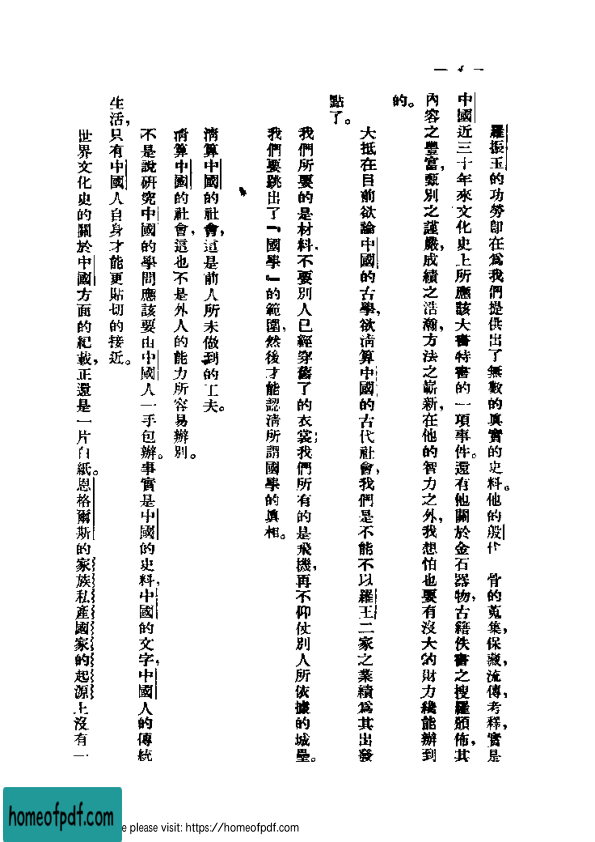 — 4 —
羅振玉的功勞卽在爲我們提供出了無數的眞實的史料。他的殷代 骨的蒐集,保藏,流傳,考釋,實是
中國近三十年來文化史上所應該大書特書的一項事件。還有他關於金石器物,古籍佚書之搜羅頒佈,其
內容之豐富,甄別之謹嚴,成績之浩瀚,方法之嶄新,在他的智力之外,我想怕也要有沒大的財力纔能辦到
的。
大抵在目前欲論中國的古學,欲淸算中國的古代社會,我們是不能不以羅王二家之業績爲其出發
點了。
我們所要的是材料,不要別人已經穿舊了的衣裳;我們所有的是飛機,再不仰仗別人所依據的城壘。
我們要跳出了『國學』的範圍,然後才能認淸所謂國學的眞相。
淸算中國的社會,這是前人所未做到的工夫。
淸算中國的社會,這也不是外人的能力所容易辦別。
不是說研究中國的學問應該要由中國人一手包辦。事實是中國的史料,中國的文字,中國人的傳統
生活,只有中國人自身才能更貼切的接近。
世界文化史的關於中國方面的紀載,正還是一片白紙。恩格爾斯的家族私產國家的起源上沒有一
homeofpdf.com
e please visit: https://homeofpdf.com